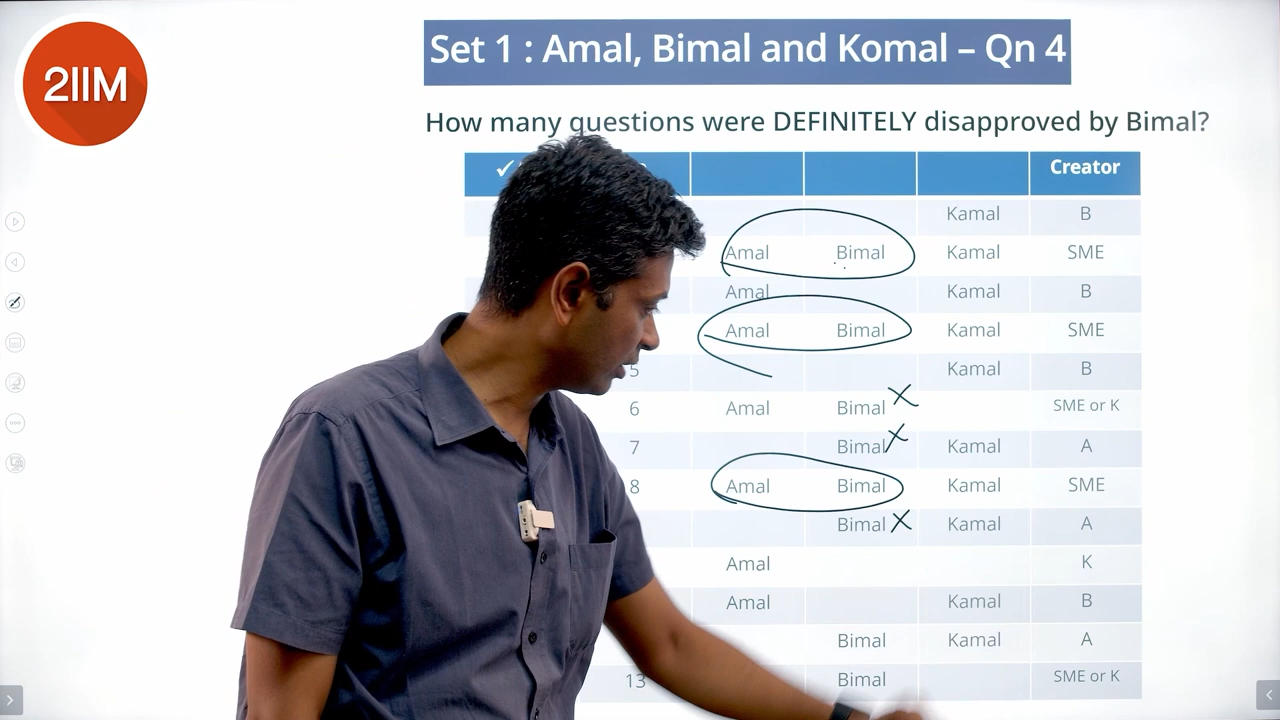 2IIM
Set 1 : Amal, Bimal and Komal – Qn 4
How many questions were DEFINITELY disapproved by Bimal?
✓ Creator
Kamal B
Amal Bimal Kamal SME
Amal Kamal B
Amal Bimal Kamal SME
5 Kamal B
6 Amal Bimal X SME or K
7 Bimal X Kamal A
8 Amal Bimal Kamal SME
Bimal X Kamal A
Amal K
Amal Kamal B
Bimal Kamal A
13 Bimal SME or K